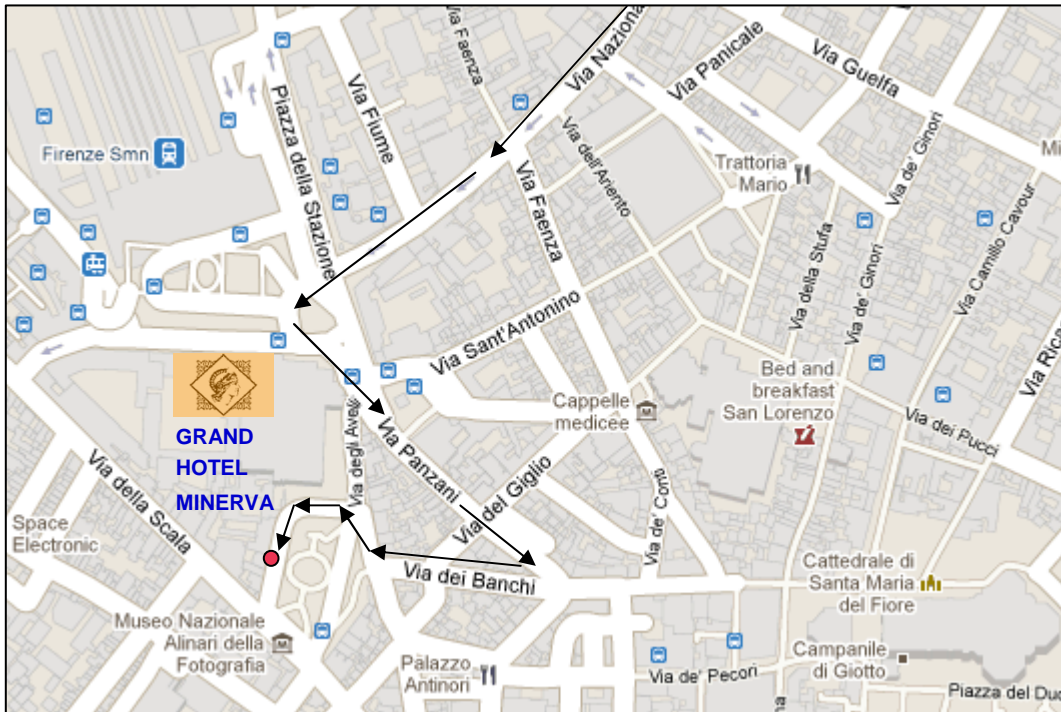 Via Faenza
Via Nazional
Via Panicale
Via Guelfa
Piazza della Stazione
Via Fiume
Via dell'Ariento
Via de' Ginori
Firenze Smn
Trattoria
Mario
Mi
Via Faenza
Via della Stufa
Via de' Ginori
Via Camillo Cavour
Via Sant'Antonino
Via Rica
Bed and
breakfast
San Lorenzo
Cappelle
medicee
Via dei Pucci
GRAND
HOTEL
MINERVA
Via degli Avelli
Via Panzani
Via del Giglio
Via de' Conti
Via della Scala
Space
Electronic
Via dei Banchi
Cattedrale di
Santa Maria
del Fiore
Museo Nazionale
Alinari della
Fotografia
Palazzo
Antinori
Via de' Pecori
Campanile
di Giotto
Piazza del Duo